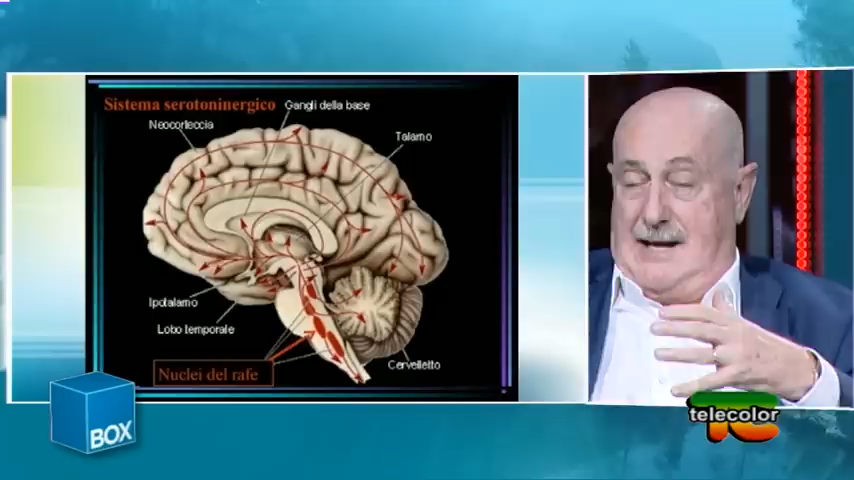 Sistema serotoninergico
Gangli della base
Neocorteccia
Talamo
Ipotalamo
Lobo temporale
Nuclei del rafe
Cervelletto
BOX
telecolor